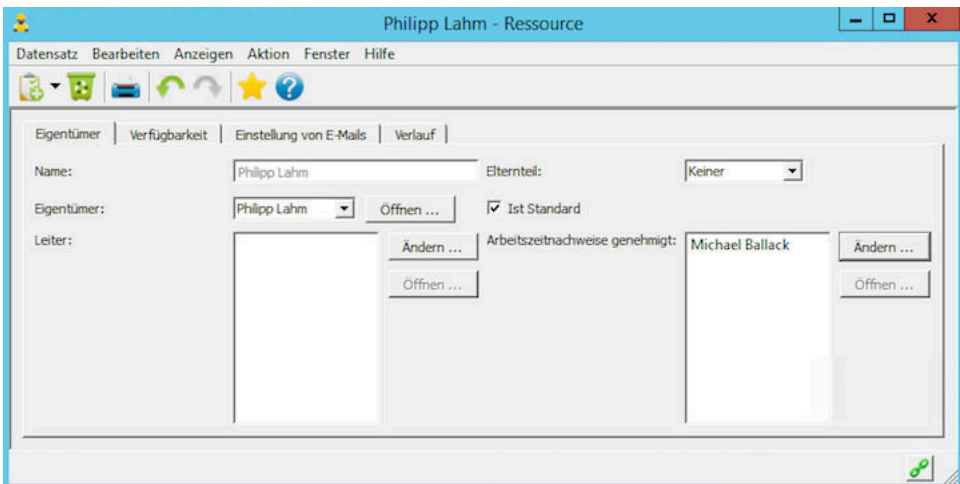 Philipp Lahm - Ressource
Datensatz Bearbeiten Anzeigen Aktion Fenster Hilfe
Eigentümer Verfügbarkeit Einstellung von E-Mails Verlauf
Name: Philipp Lahm Elternteil: Keiner
Eigentümer: Philipp Lahm Öffnen ... Ist Standard
Leiter: Ändern ... Arbeitszeitnachweise genehmigt: Michael Ballack Ändern ...
Öffnen ... Öffnen ...